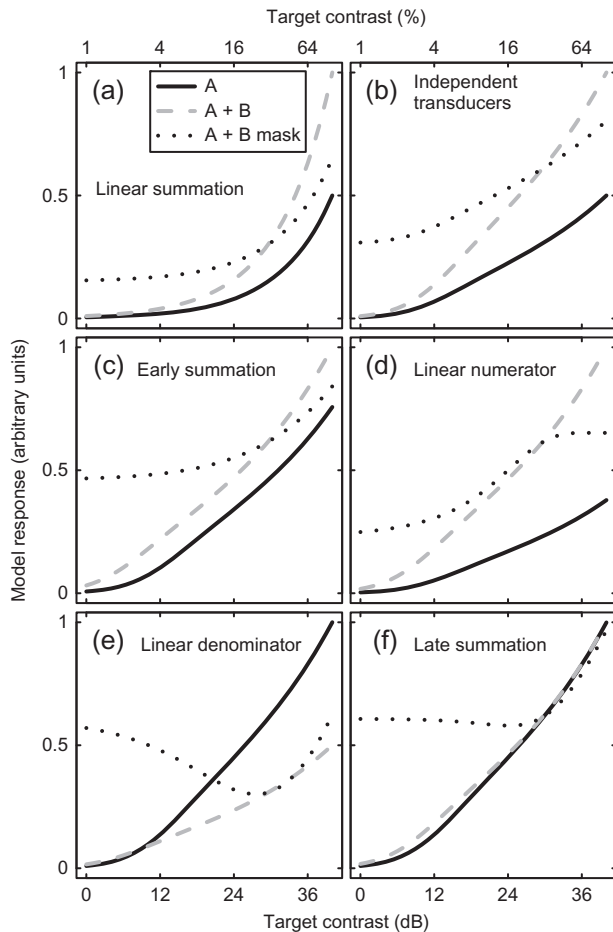 Target contrast (%)
1 4 16 64 1 4 16 64
1
(a)
A
A + B
A + B mask
Linear summation
0.5
0
(b)
Independent
transducers
1
(c)
Early summation
0.5
0
(d)
Linear numerator
Model response (arbitrary units)
1
(e)
Linear denominator
0.5
0
(f)
Late summation
0 12 24 36 0 12 24 36
Target contrast (dB)